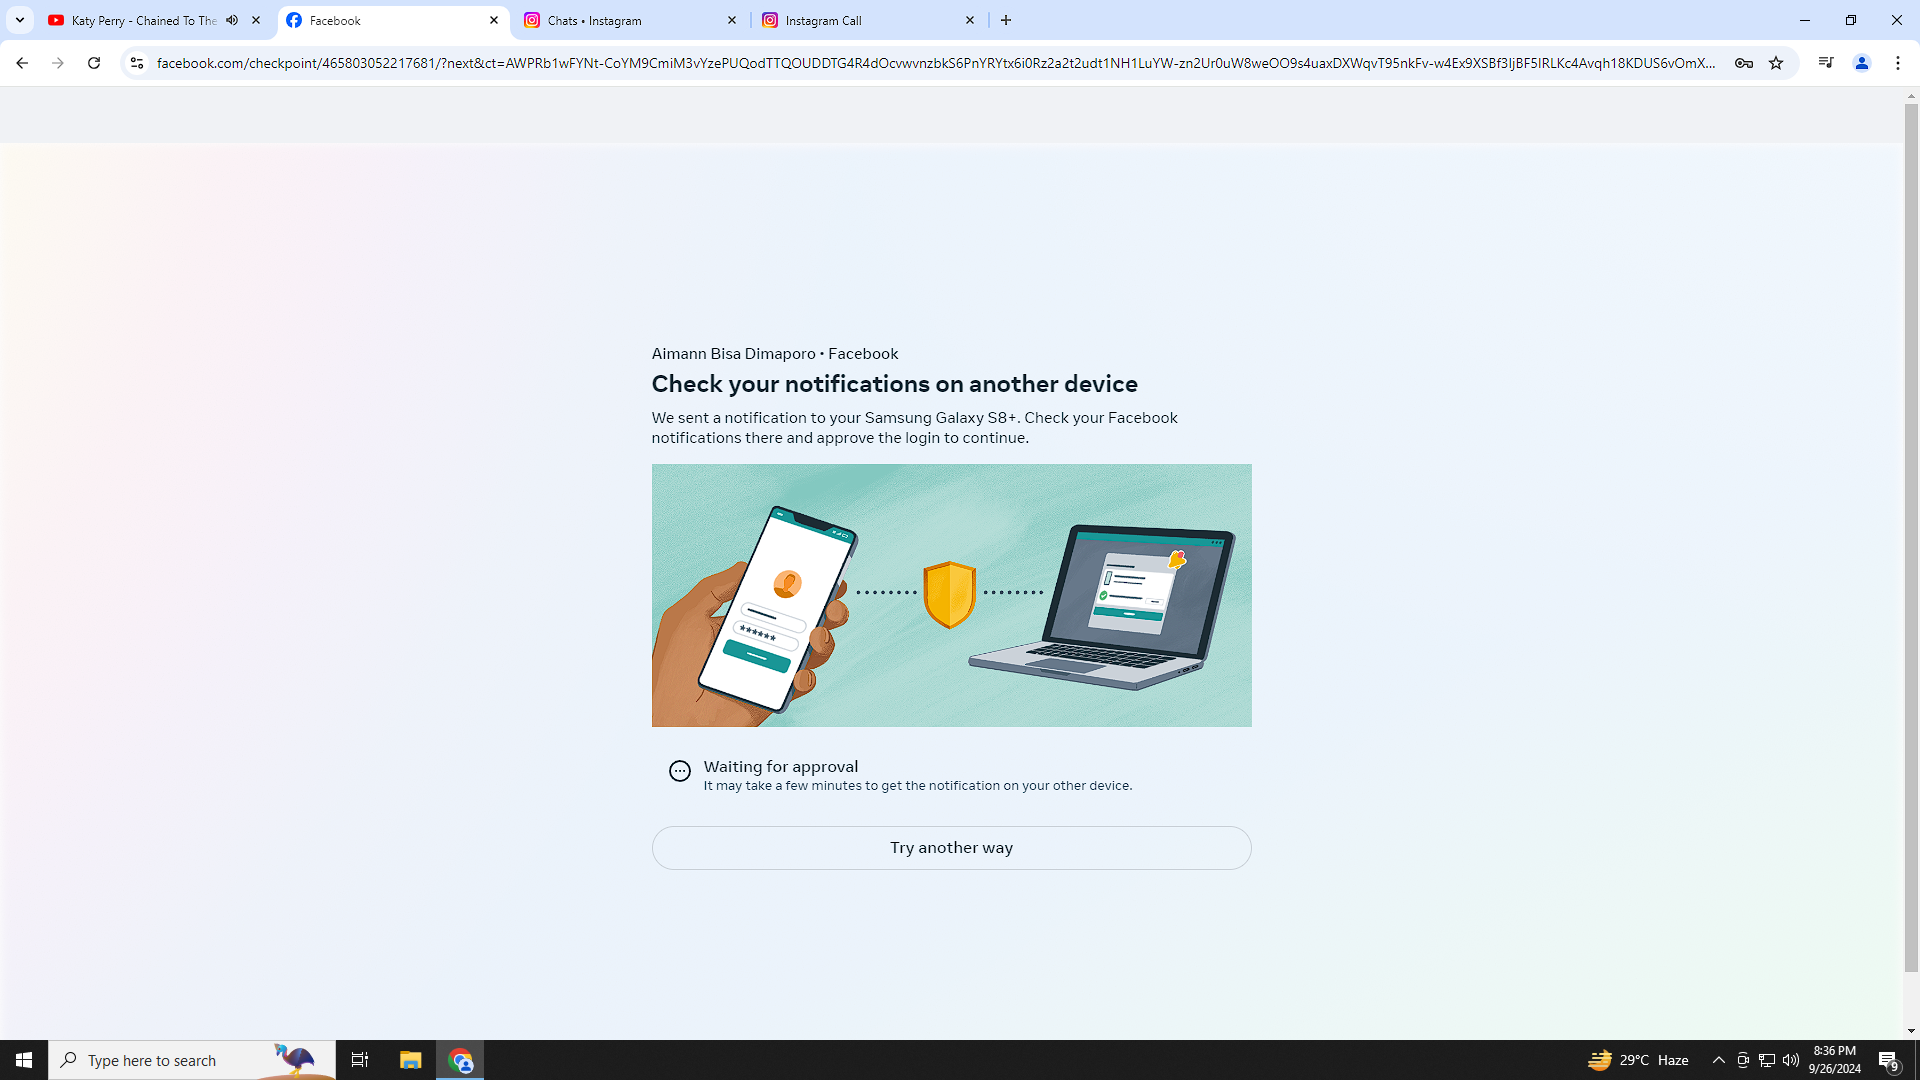 Katy Perry - Chained To The
Facebook
Chats • Instagram
Instagram Call
facebook.com/checkpoint/465803052217681/?next&ct=AWPRb1wFYNt-CoYM9CmiM3vYzePUQodTTQOUDDTG4R4dOcvwvnzbkS6PnYRYtx6i0Rz2a2t2udt1NH1LuYW-zn2Ur0uW8weOO9s4uaxDXWqvT95nkFv-w4Ex9XSBf3IjBF5IRLKc4Avqh18KDUS6vOmX...
Aimann Bisa Dimaporo • Facebook
Check your notifications on another device
We sent a notification to your Samsung Galaxy S8+. Check your Facebook
notifications there and approve the login to continue.
Waiting for approval
It may take a few minutes to get the notification on your other device.
Try another way
Type here to search
29°C Haze
8:36 PM
9/26/2024
9